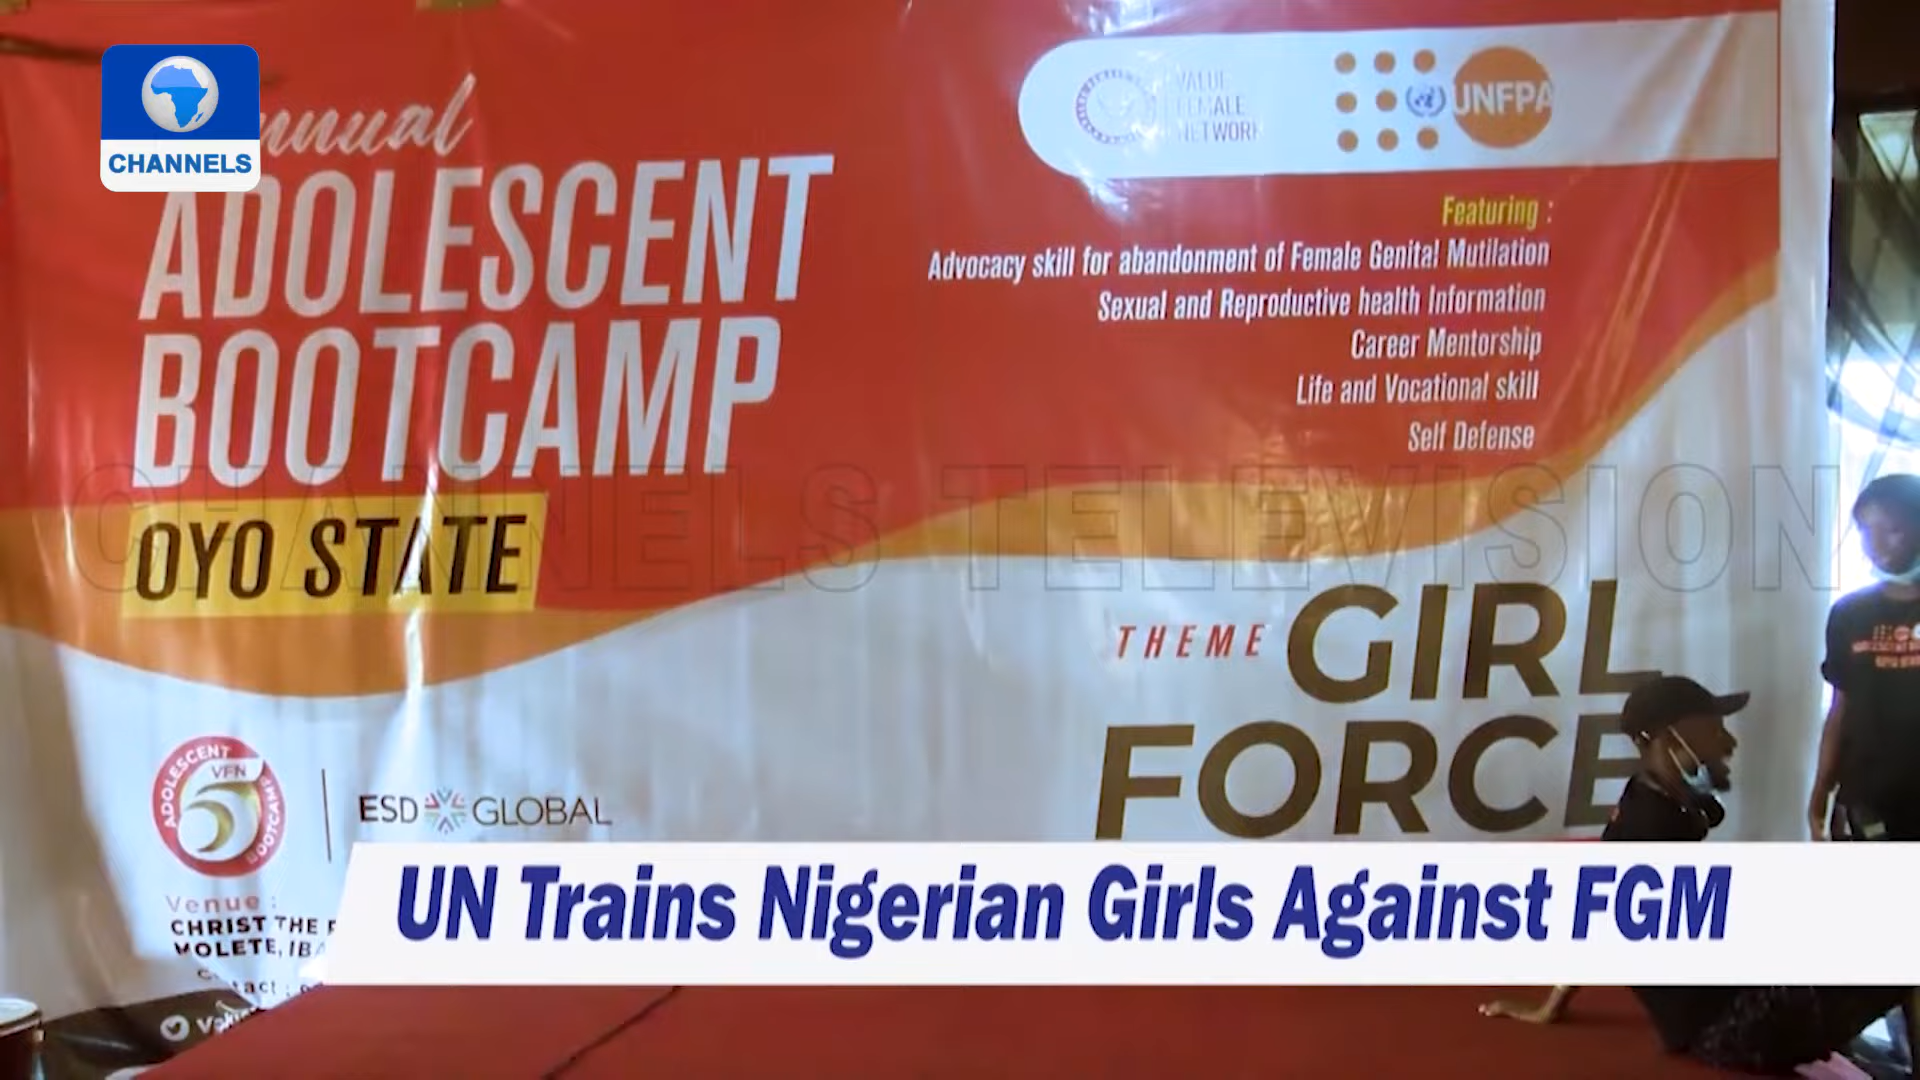 CHANNELS
nnual
ADOLESCENT
BOOTCAMP
OYO STATE
VALUE
FEMALE
NETWORK
UNFPA
Featuring :
Advocacy skill for abandonment of Female Genital Mutilation
Sexual and Reproductive health Information
Career Mentorship
Life and Vocational skill
Self Defense
CHANNELS TELEVISION
THEME GIRL
FORCE
ADOLESCENT
VFN
5
BOOTCAMP
ESD GLOBAL
Venue :
CHRIST THE
MOLETE,
UN Trains Nigerian Girls Against FGM